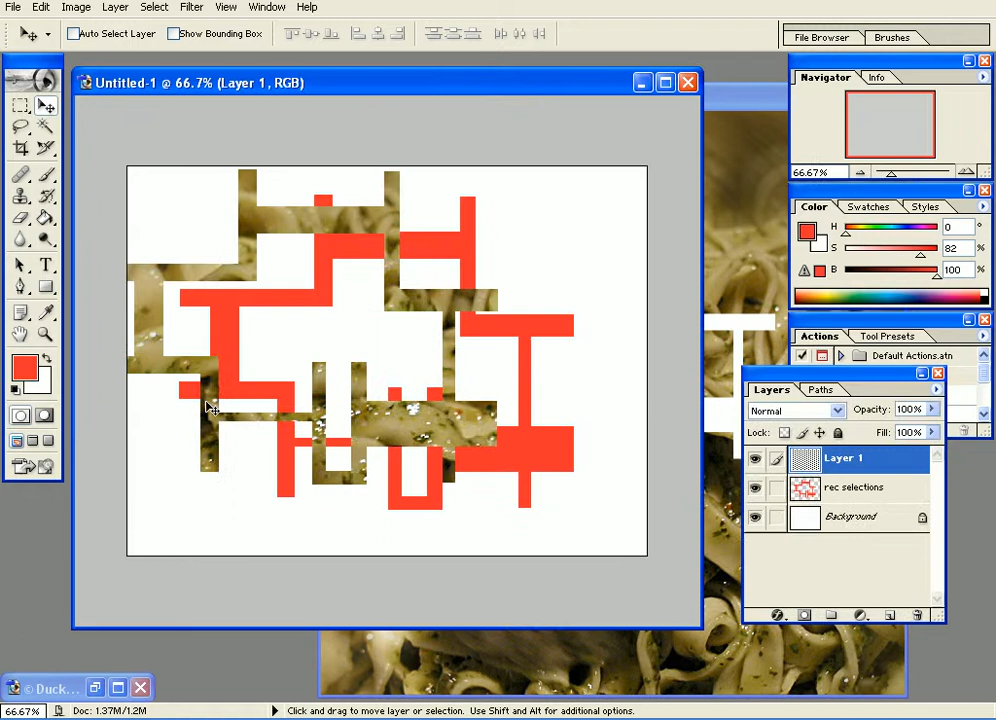 File Edit Image Layer Select Filter View Window Help
Auto Select Layer Show Bounding Box
File Browser Brushes
Untitled-1 @ 66.7% (Layer 1, RGB)
Navigator Info
66.67%
Color Swatches Styles
H 0 °
S 82 %
B 100 %
Actions Tool Presets
Default Actions.atn
Layers Paths
Normal Opacity: 100%
Lock: Fill: 100%
Layer 1
rec selections
Background
© Duck...
66.67% Doc: 1.37M/1.2M Click and drag to move layer or selection. Use Shift and Alt for additional options.